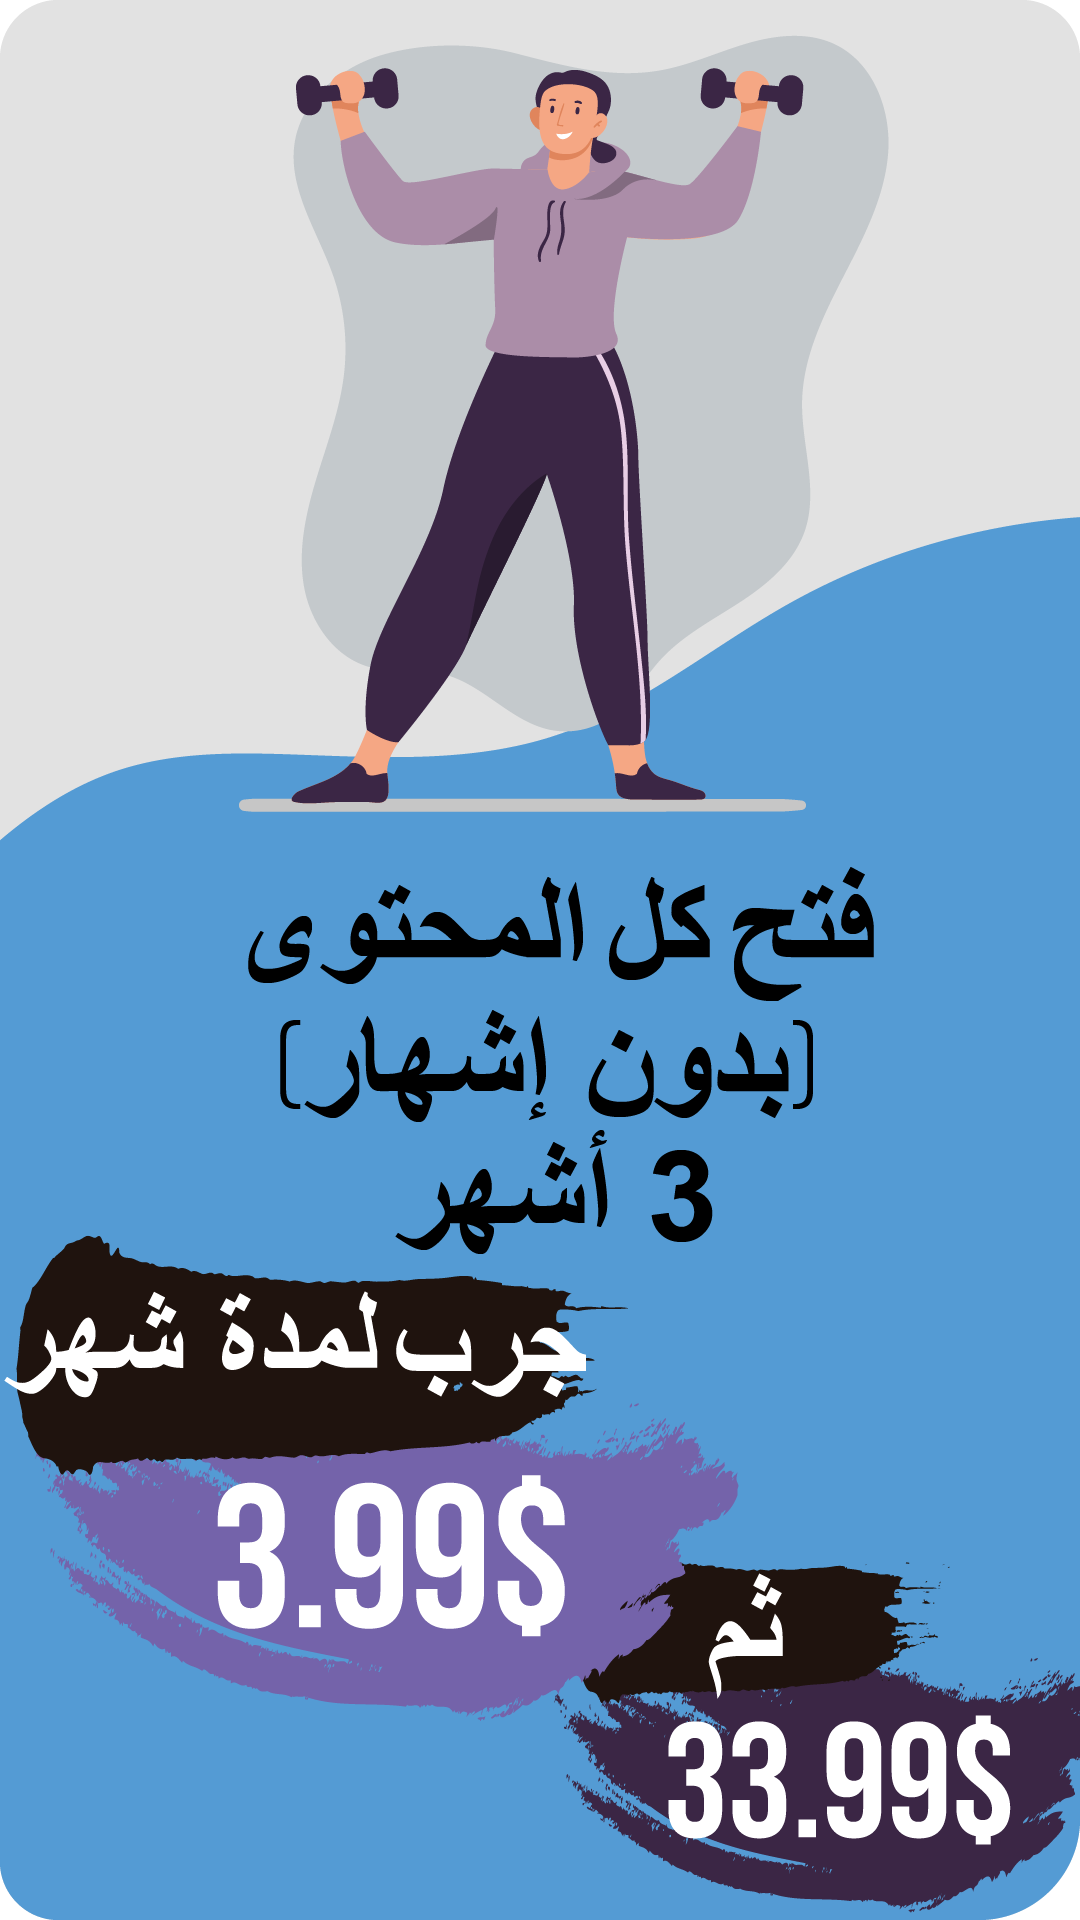 فتح كل المحتوى
(بدون إشهار)
3 أشهر
جرب لمدة شهر
3.99$
ثم
33.99$